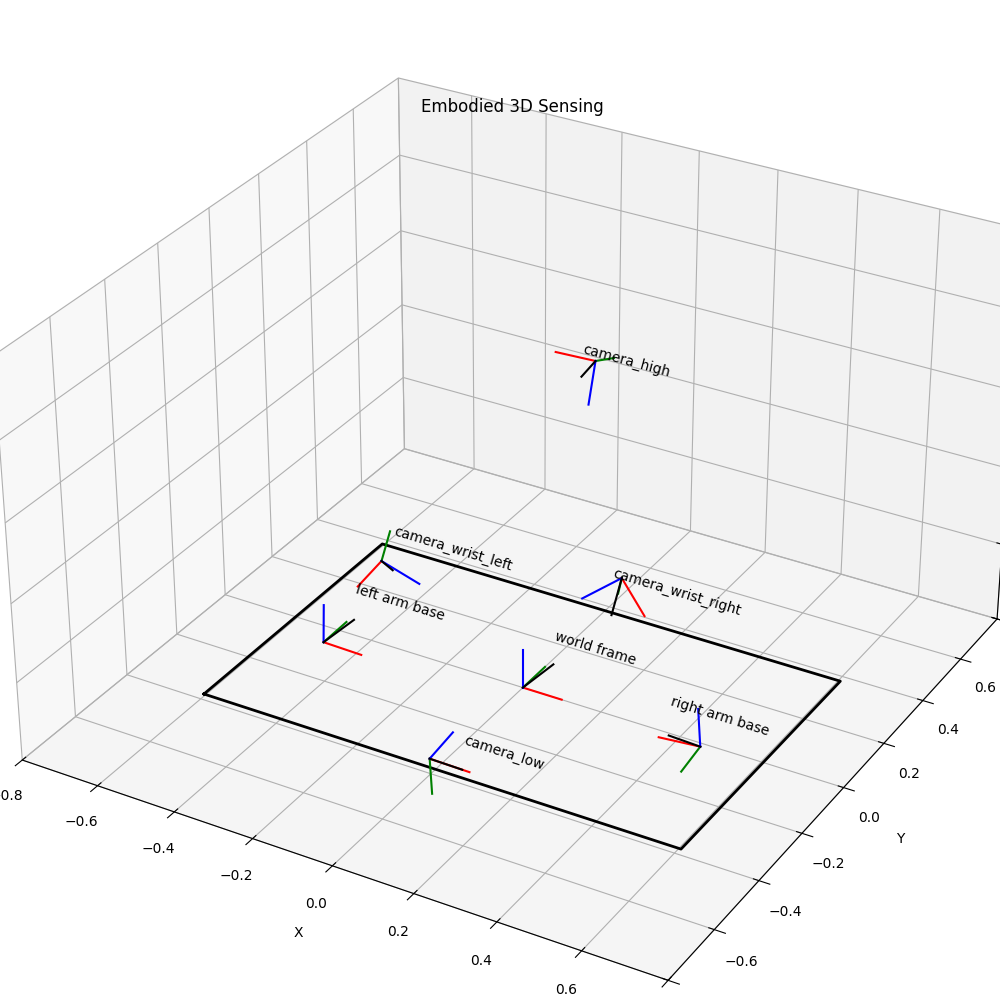 Embodied 3D Sensing
camera_high
camera_wrist_left
camera_wrist_right
left arm base
world frame
right arm base
camera_low
−0.6
−0.4
−0.2
0.0
0.2
0.4
0.6
X
−0.6
−0.4
−0.2
0.0
0.2
0.4
0.6
Y